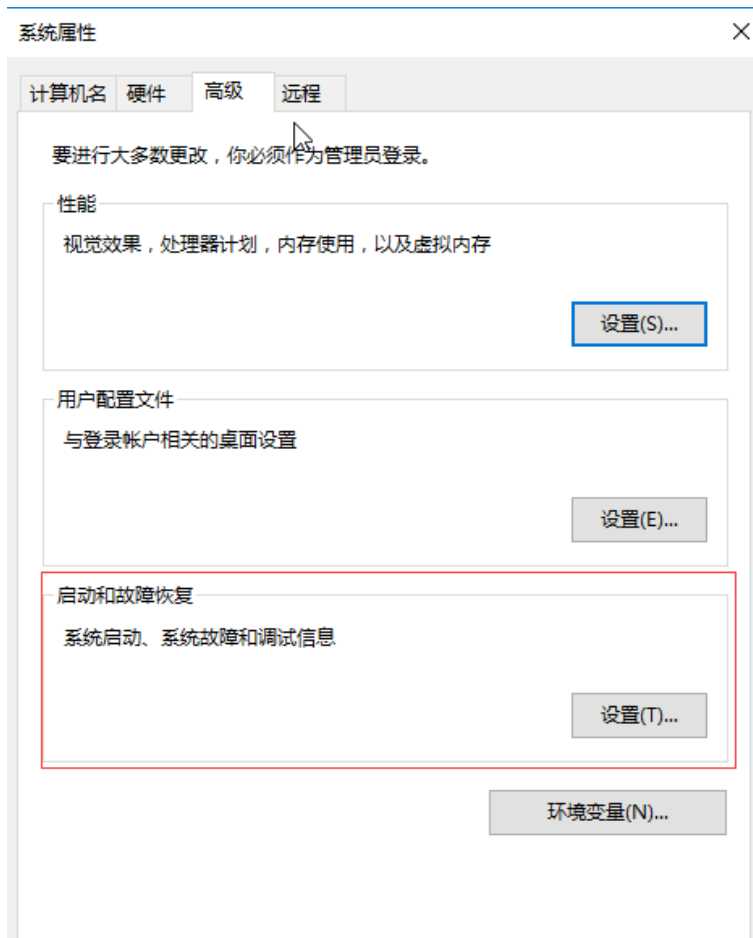 系统属性
计算机名 硬件 高级 远程
要进行大多数更改，你必须作为管理员登录。
性能
视觉效果，处理器计划，内存使用，以及虚拟内存
设置(S)...
用户配置文件
与登录帐户相关的桌面设置
设置(E)...
启动和故障恢复
系统启动、系统故障和调试信息
设置(T)...
环境变量(N)...